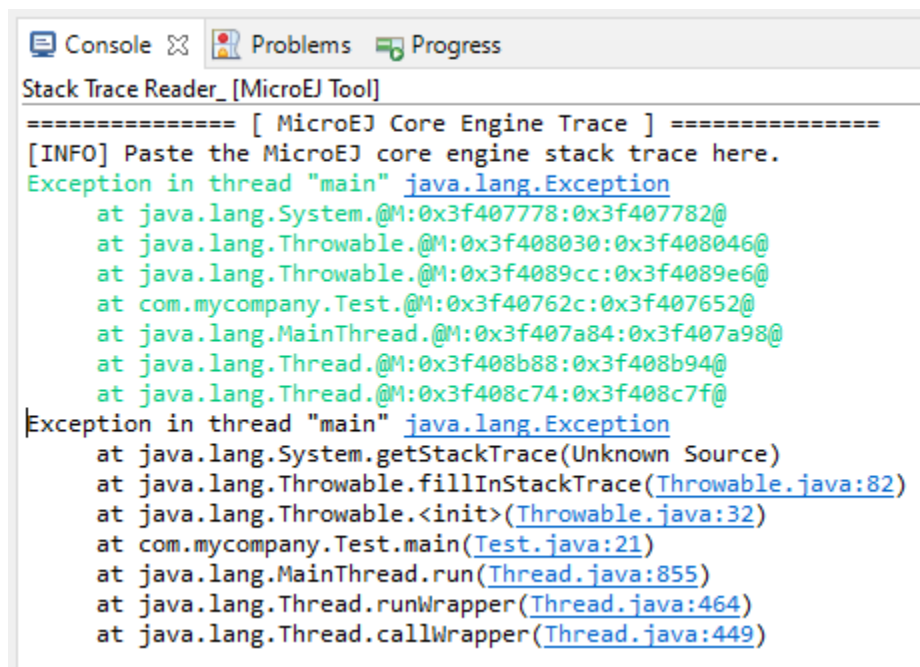 Console Problems Progress
Stack Trace Reader_ [MicroEJ Tool]
=============== [ MicroEJ Core Engine Trace ] ===============
[INFO] Paste the MicroEJ core engine stack trace here.
Exception in thread "main" java.lang.Exception
at java.lang.System.@M:0x3f407778:0x3f407782@
at java.lang.Throwable.@M:0x3f408030:0x3f408046@
at java.lang.Throwable.@M:0x3f4089cc:0x3f4089e6@
at com.mycompany.Test.@M:0x3f40762c:0x3f407652@
at java.lang.MainThread.@M:0x3f407a84:0x3f407a98@
at java.lang.Thread.@M:0x3f408b88:0x3f408b94@
at java.lang.Thread.@M:0x3f408c74:0x3f408c7f@
Exception in thread "main" java.lang.Exception
at java.lang.System.getStackTrace(Unknown Source)
at java.lang.Throwable.fillInStackTrace(Throwable.java:82)
at java.lang.Throwable.<init>(Throwable.java:32)
at com.mycompany.Test.main(Test.java:21)
at java.lang.MainThread.run(Thread.java:855)
at java.lang.Thread.runWrapper(Thread.java:464)
at java.lang.Thread.callWrapper(Thread.java:449)